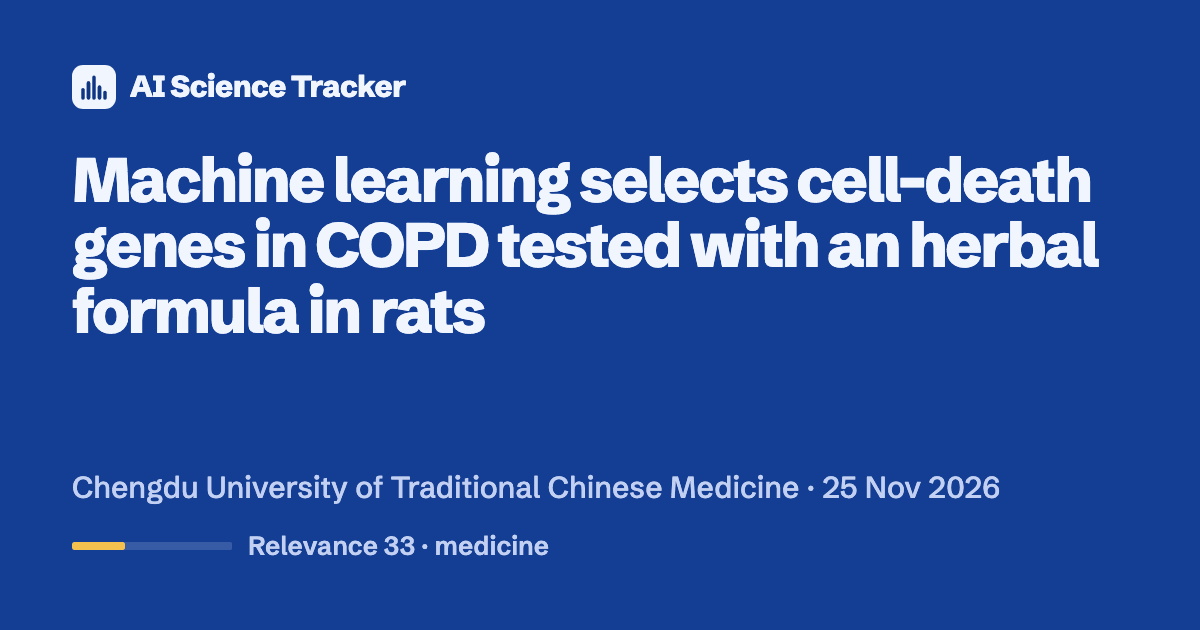 AI Science Tracker
Machine learning selects cell-death
genes in COPD tested with an herbal
formula in rats
Chengdu University of Traditional Chinese Medicine · 25 Nov 2026
Relevance 33 · medicine